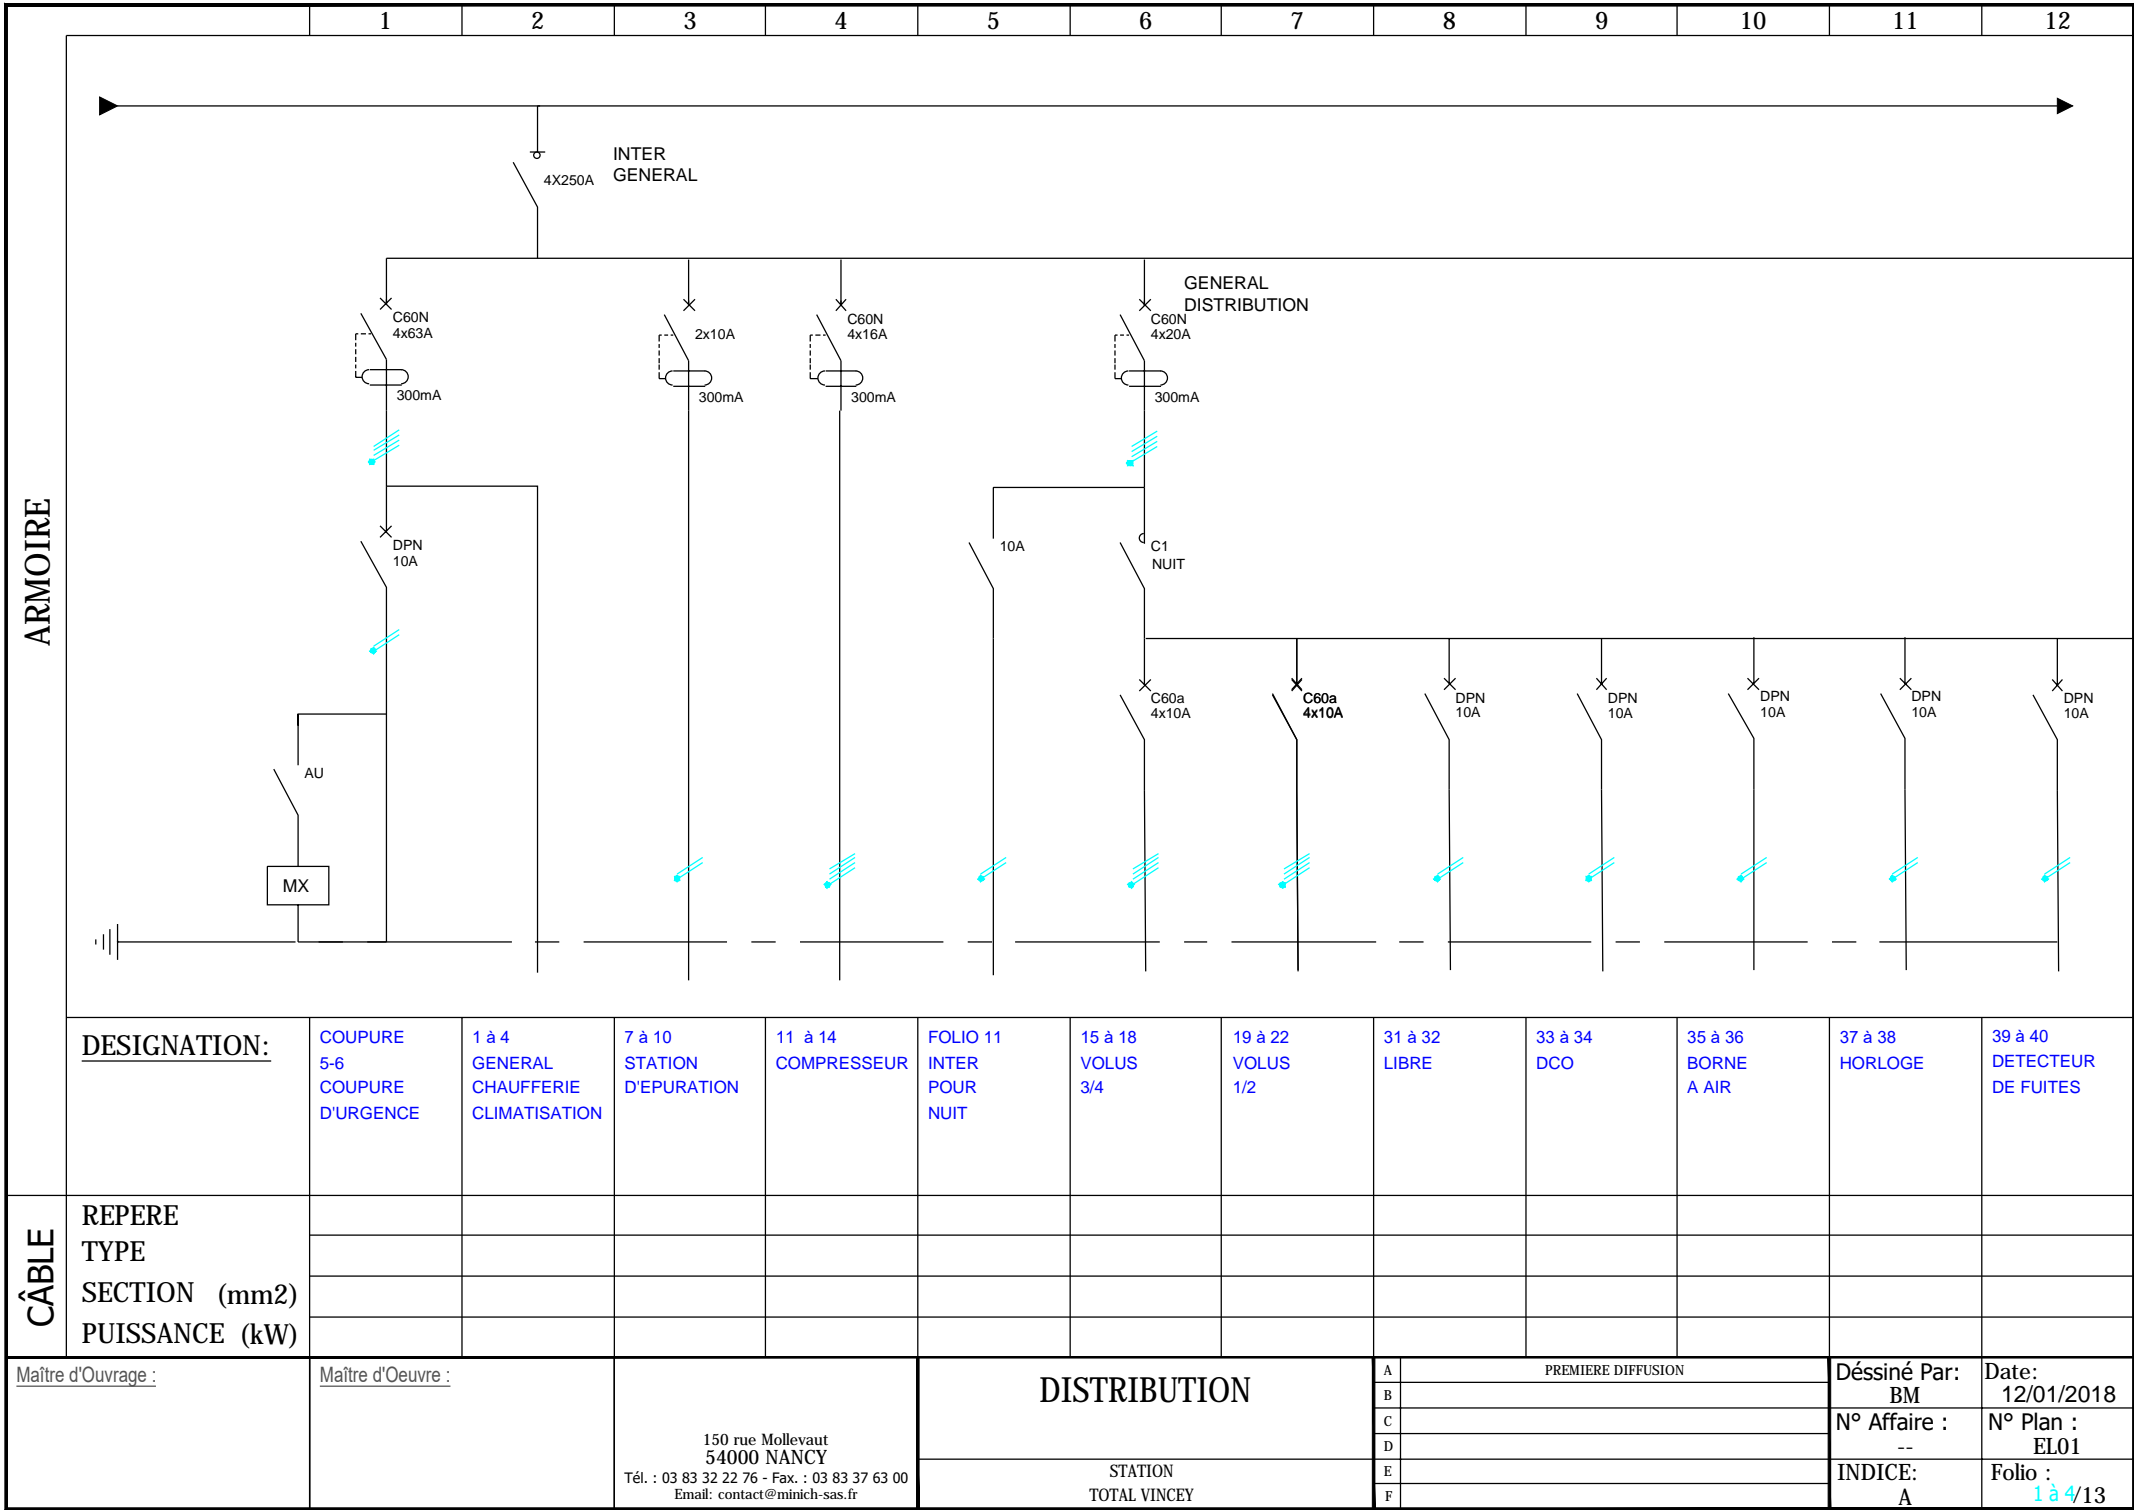 1 2 3 4 5 6 7 8 9 10 11 12
INTER
GENERAL
4X250A
GENERAL
DISTRIBUTION
C60N
4x63A
300mA
2x10A
300mA
C60N
4x16A
300mA
C60N
4x20A
300mA
ARMOIRE
DPN
10A
10A
C1
NUIT
C60a
4x10A
C60a
4x10A
DPN
10A
DPN
10A
DPN
10A
DPN
10A
DPN
10A
AU
MX
DESIGNATION:
COUPURE
5-6
COUPURE
D'URGENCE
1 à 4
GENERAL
CHAUFFERIE
CLIMATISATION
7 à 10
STATION
D'EPURATION
11 à 14
COMPRESSEUR
FOLIO 11
INTER
POUR
NUIT
15 à 18
VOLUS
3/4
19 à 22
VOLUS
1/2
31 à 32
LIBRE
33 à 34
DCO
35 à 36
BORNE
A AIR
37 à 38
HORLOGE
39 à 40
DETECTEUR
DE FUITES
CÂBLE
REPERE
TYPE
SECTION (mm2)
PUISSANCE (kW)
Maître d'Ouvrage :
Maître d'Oeuvre :
150 rue Mollevaut
54000 NANCY
Tél. : 03 83 32 22 76 - Fax. : 03 83 37 63 00
Email: contact@minich-sas.fr
DISTRIBUTION
STATION
TOTAL VINCEY
A PREMIERE DIFFUSION
B
C
D
E
F
Déssiné Par:
BM
Date:
12/01/2018
N° Affaire :
--
N° Plan :
EL01
INDICE:
A
Folio :
1 à 4/13